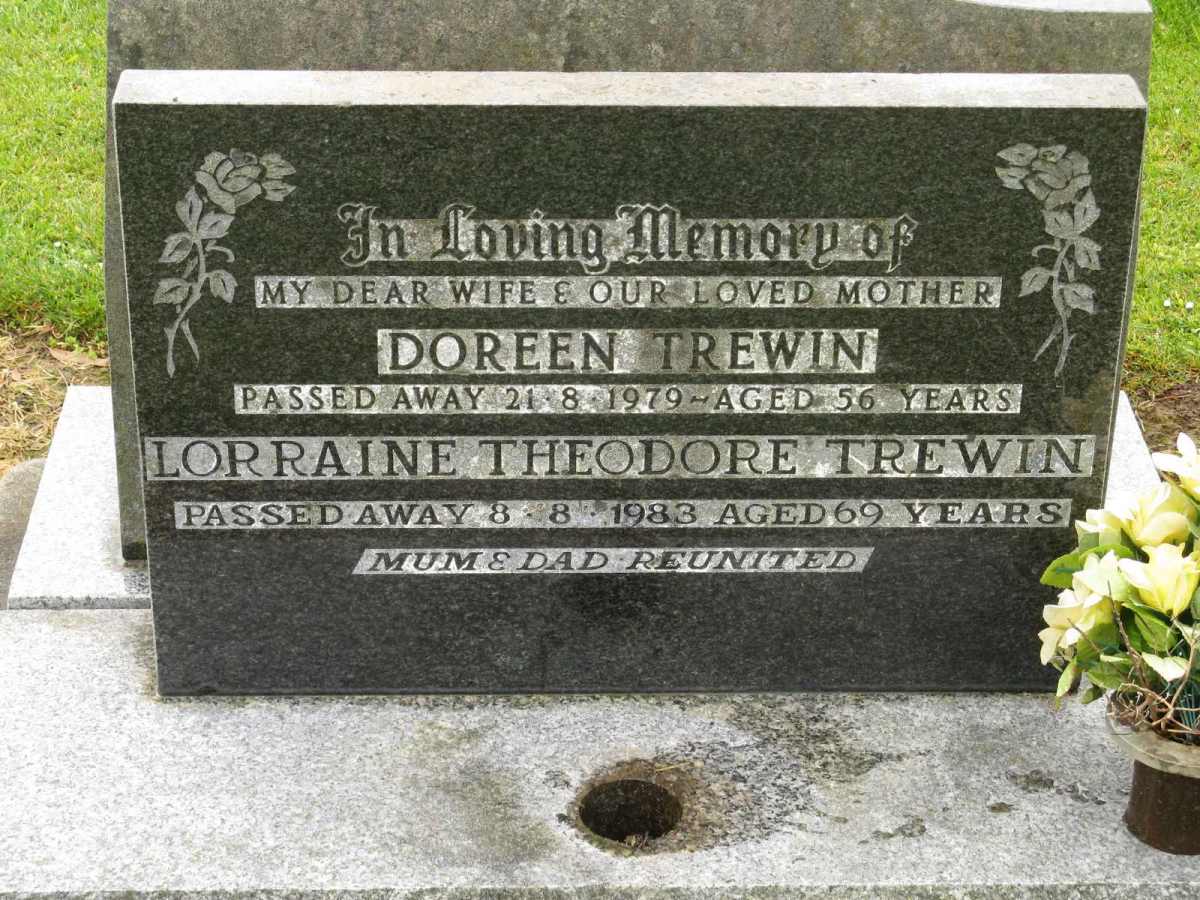 In Loving Memory of
MY DEAR WIFE & OUR LOVED MOTHER
DOREEN TREWIN
PASSED AWAY 21·8·1979~AGED 56 YEARS
LORRAINE THEODORE TREWIN
PASSED AWAY 8·8·1983 AGED 69 YEARS
MUM & DAD REUNITED